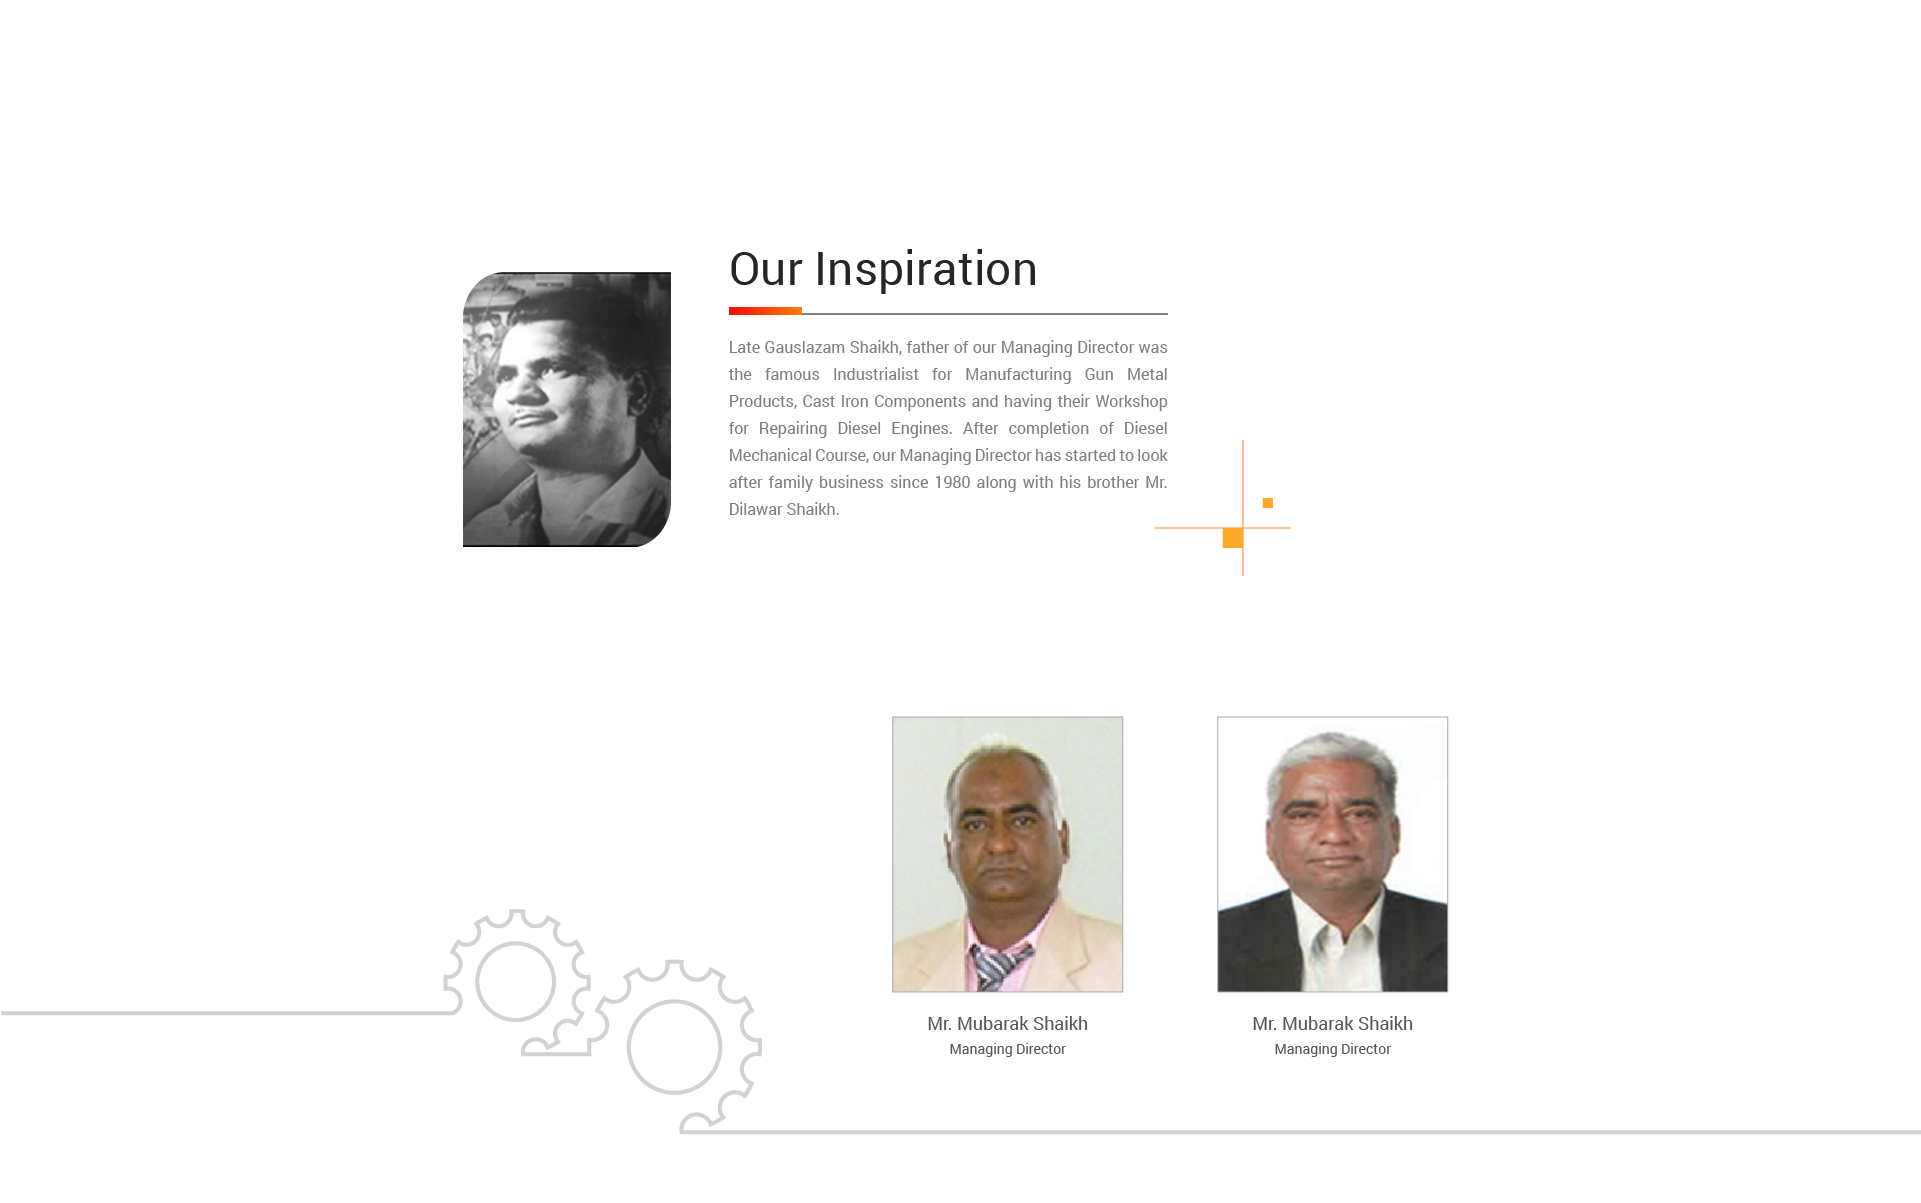 Our Inspiration
Late Gauslazam Shaikh, father of our Managing Director was
the famous Industrialist for Manufacturing Gun Metal
Products, Cast Iron Components and having their Workshop
for Repairing Diesel Engines. After completion of Diesel
Mechanical Course, our Managing Director has started to look
after family business since 1980 along with his brother Mr.
Dilawar Shaikh.
Mr. Mubarak Shaikh
Managing Director
Mr. Mubarak Shaikh
Managing Director